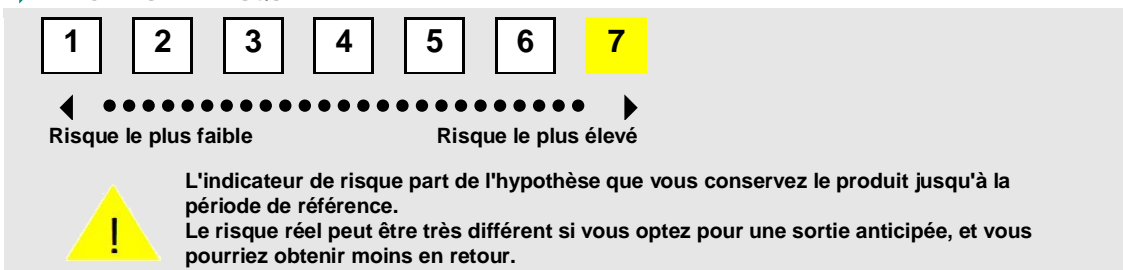 1 2 3 4 5 6 7
Risque le plus faible Risque le plus élevé
!
L'indicateur de risque part de l'hypothèse que vous conservez le produit jusqu'à la
période de référence.
Le risque réel peut être très différent si vous optez pour une sortie anticipée, et vous
pourriez obtenir moins en retour.